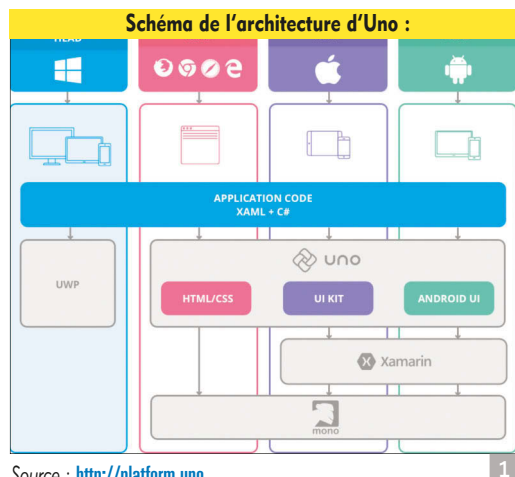 Schéma de l'architecture d'Uno :
HEAD
APPLICATION CODE
XAML + C#
UWP
uno
HTML/CSS
UI KIT
ANDROID UI
Xamarin
mono
Source : http://platform.uno
1